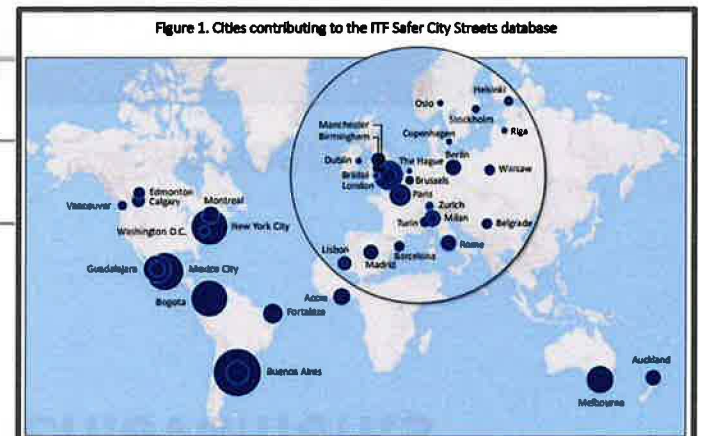 Figure 1. Cities contributing to the ITF Safer City Streets database
Helsinki
Oslo
Stockholm
Manchester
Birmingham
Copenhagen
Riga
Dublin
The Hague
Berlin
Warsaw
Bristol
Brussels
London
Paris
Edmonton
Calgary
Montreal
Zurich
Vancouver
Milan
Turin
Belgrade
Washington D.C.
New York City
Rome
Lisbon
Barcelona
Madrid
Guadalajara
Mexico City
Accra
Bogota
Fortaleza
Buenos Aires
Auckland
Melbourne